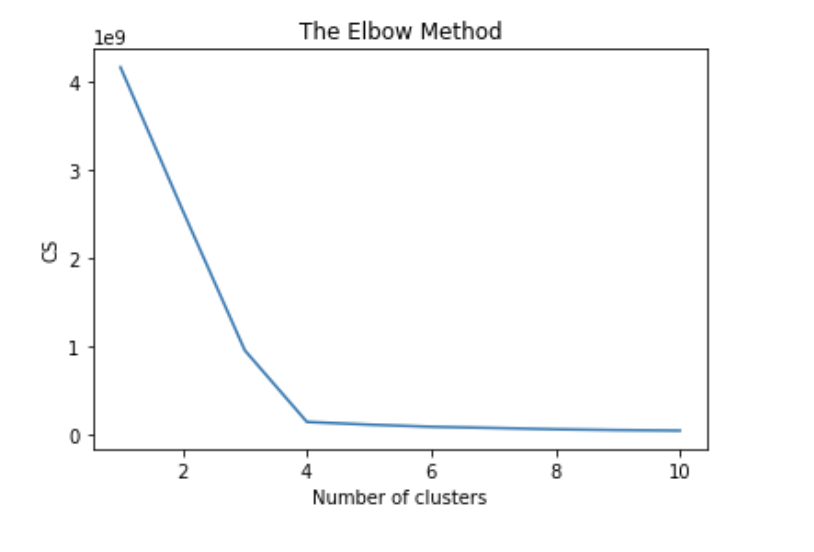 The Elbow Method
1e9
4
3
2
1
0
CS
2 4 6 8 10
Number of clusters